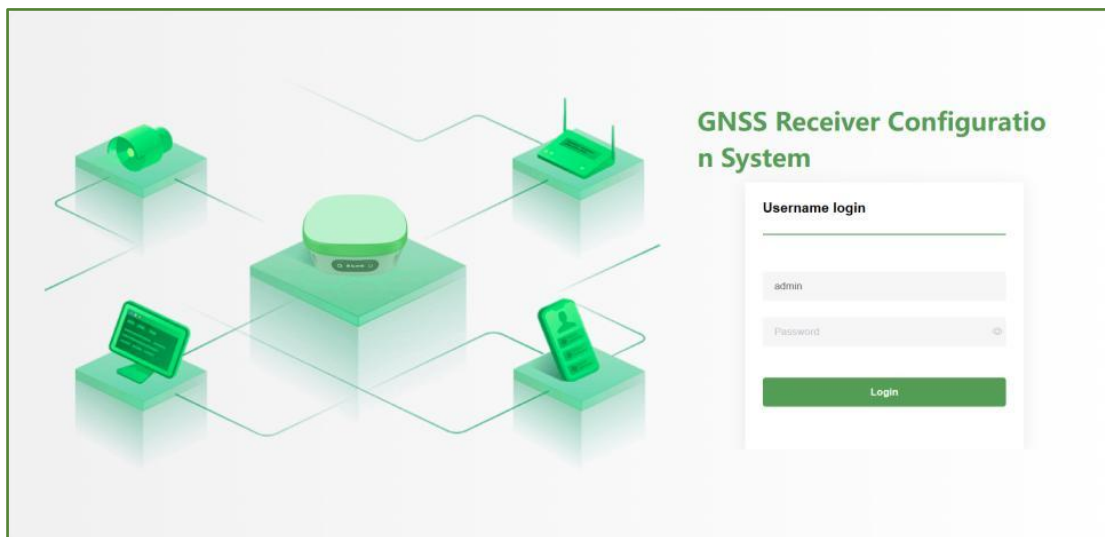 GNSS Receiver Configuratio
n System
Username login
admin
Password
Login